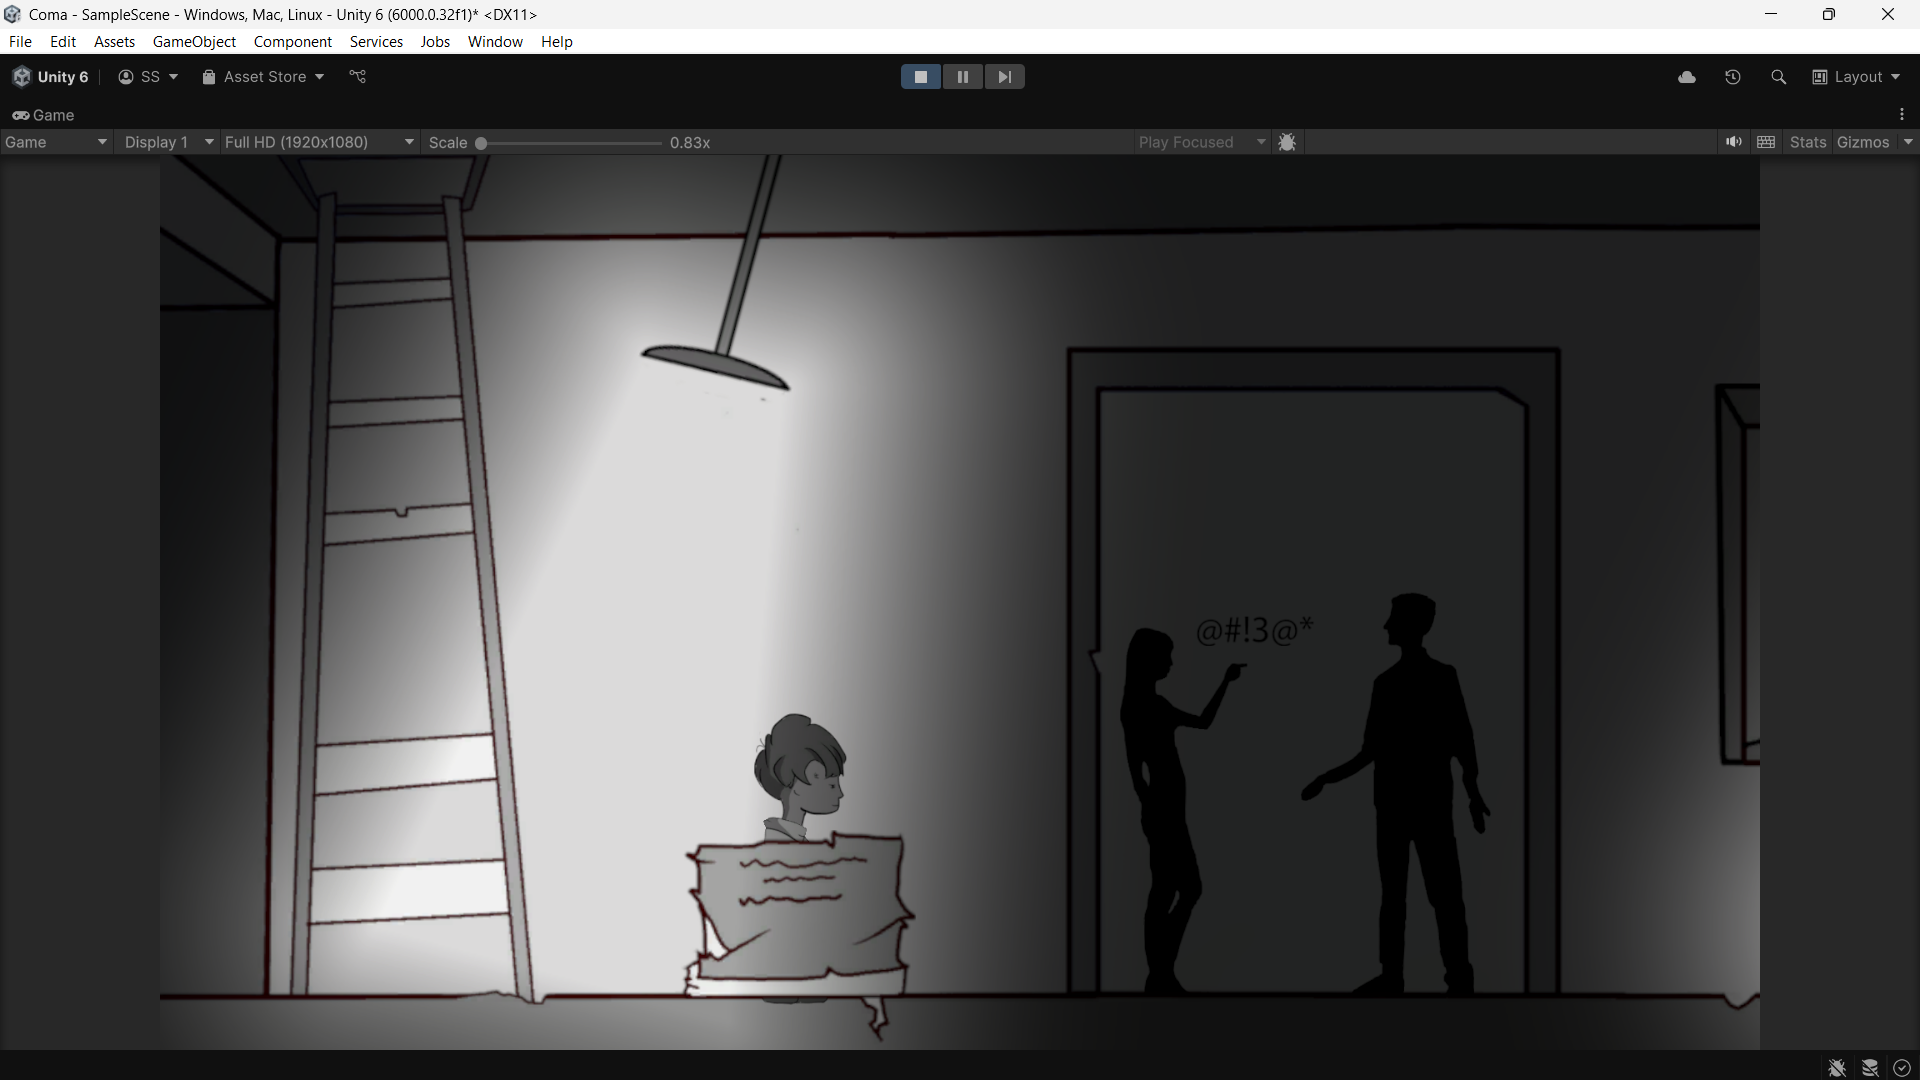 Coma - SampleScene - Windows, Mac, Linux - Unity 6 (6000.0.32f1)* <DX11>
File Edit Assets GameObject Component Services Jobs Window Help
Unity 6 SS Asset Store Layout
Game
Game Display 1 Full HD (1920x1080) Scale 0.83x Play Focused Stats Gizmos
@#!3@*